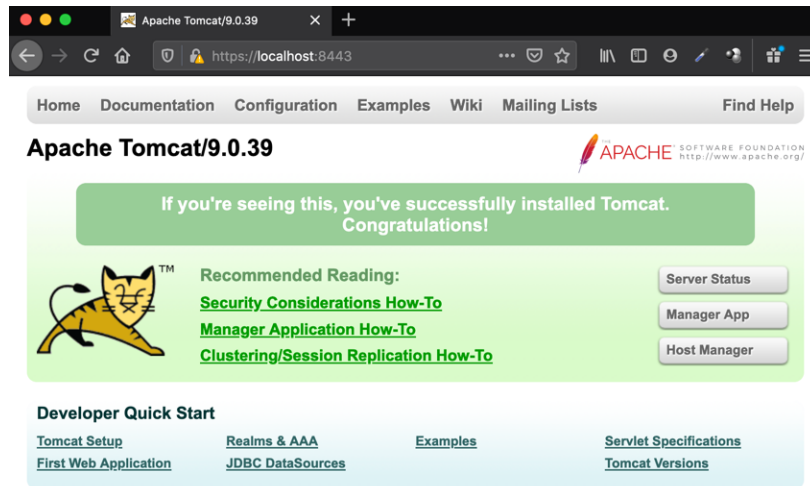 Apache Tomcat/9.0.39
https://localhost:8443
Home Documentation Configuration Examples Wiki Mailing Lists Find Help
Apache Tomcat/9.0.39
THE
APACHE SOFTWARE FOUNDATION
http://www.apache.org/
If you're seeing this, you've successfully installed Tomcat.
Congratulations!
TM
Recommended Reading:
Security Considerations How-To
Manager Application How-To
Clustering/Session Replication How-To
Server Status
Manager App
Host Manager
Developer Quick Start
Tomcat Setup Realms & AAA Examples Servlet Specifications
First Web Application JDBC DataSources Tomcat Versions